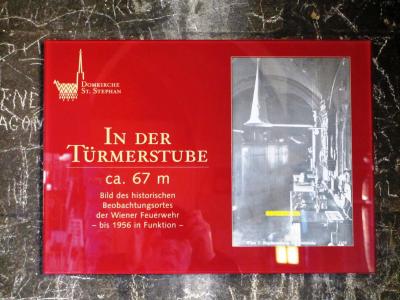 DOMKIRCHE
ST. STEPHAN
IN DER
TÜRMERSTUBE
ca. 67 m
Bild des historischen
Beobachtungsortes
der Wiener Feuerwehr
– bis 1956 in Funktion –